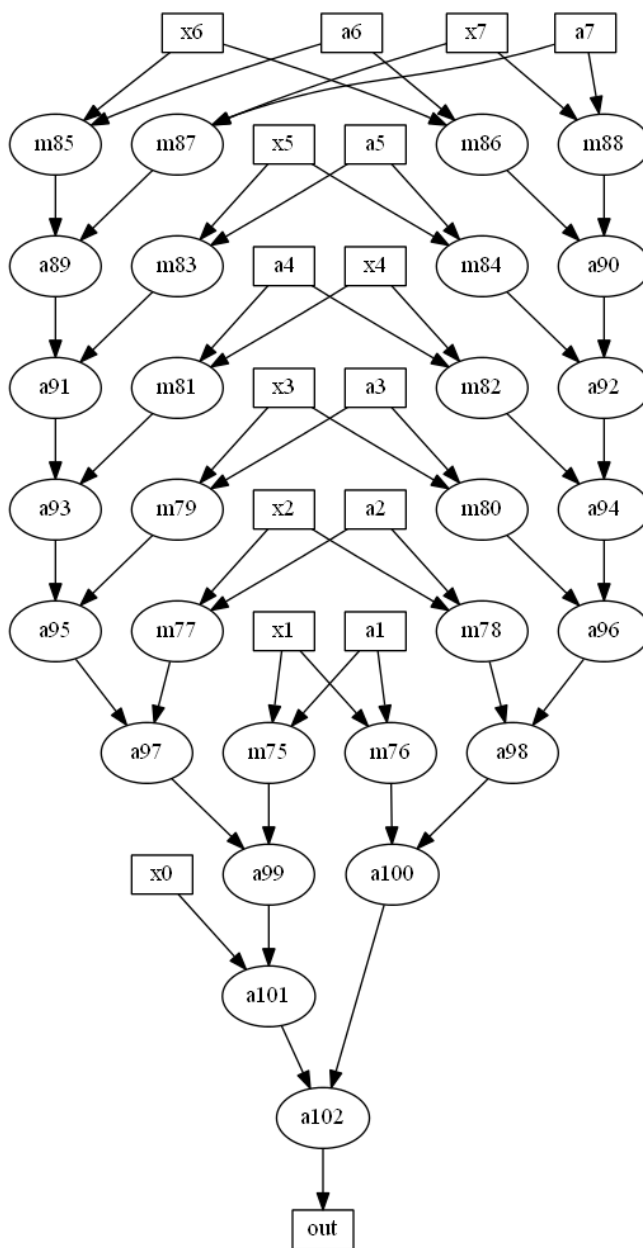 x6 a6 x7 a7
m85 m87 x5 a5 m86 m88
a89 m83 a4 x4 m84 a90
a91 m81 x3 a3 m82 a92
a93 m79 x2 a2 m80 a94
a95 m77 x1 a1 m78 a96
a97 m75 m76 a98
x0 a99 a100
a101
a102
out